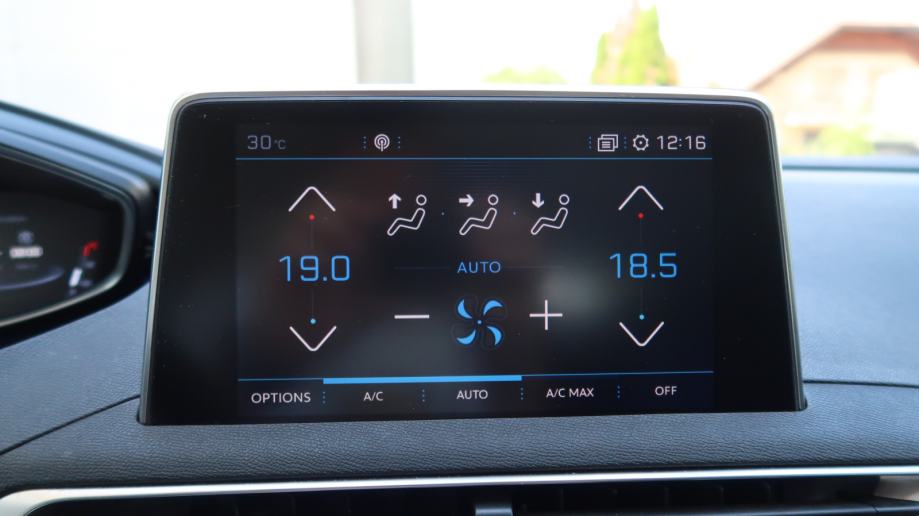 30°C 12:16
19.0 AUTO 18.5
OPTIONS A/C AUTO A/C MAX OFF